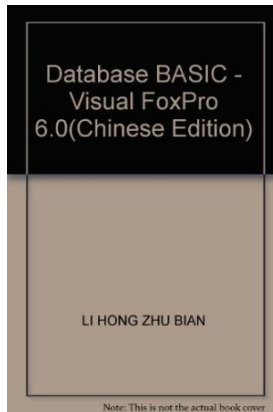 Database BASIC -
Visual FoxPro
6.0(Chinese Edition)
LI HONG ZHU BIAN
Note: This is not the actual book cover